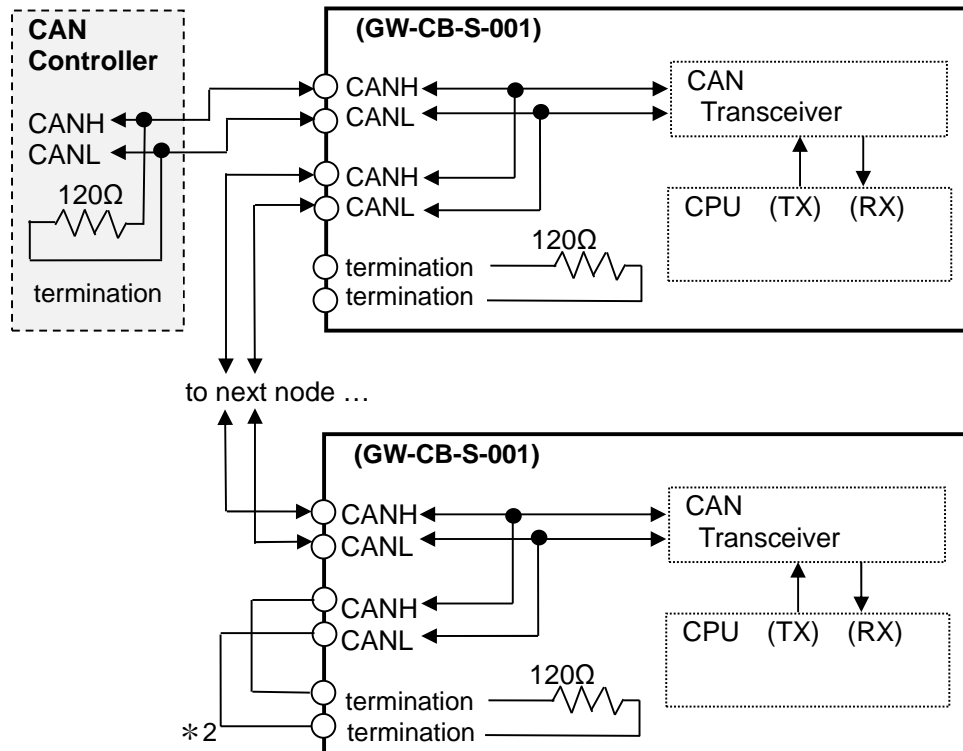 CAN
Controller
CANH
CANL
120Ω
termination
(GW-CB-S-001)
CANH
CANL
CANH
CANL
termination
termination
120Ω
CAN
Transceiver
CPU (TX) (RX)
to next node …
(GW-CB-S-001)
CANH
CANL
CANH
CANL
termination
termination
120Ω
CAN
Transceiver
CPU (TX) (RX)
＊2